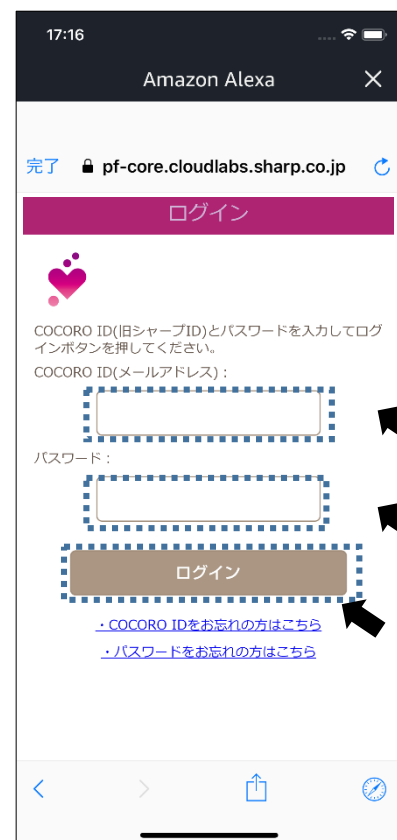 17:16
Amazon Alexa
完了 pf-core.cloudlabs.sharp.co.jp
ログイン
COCORO ID(旧シャープID)とパスワードを入力してログ
インボタンを押してください。
COCORO ID(メールアドレス)：
パスワード：
ログイン
・COCORO IDをお忘れの方はこちら
・パスワードをお忘れの方はこちら